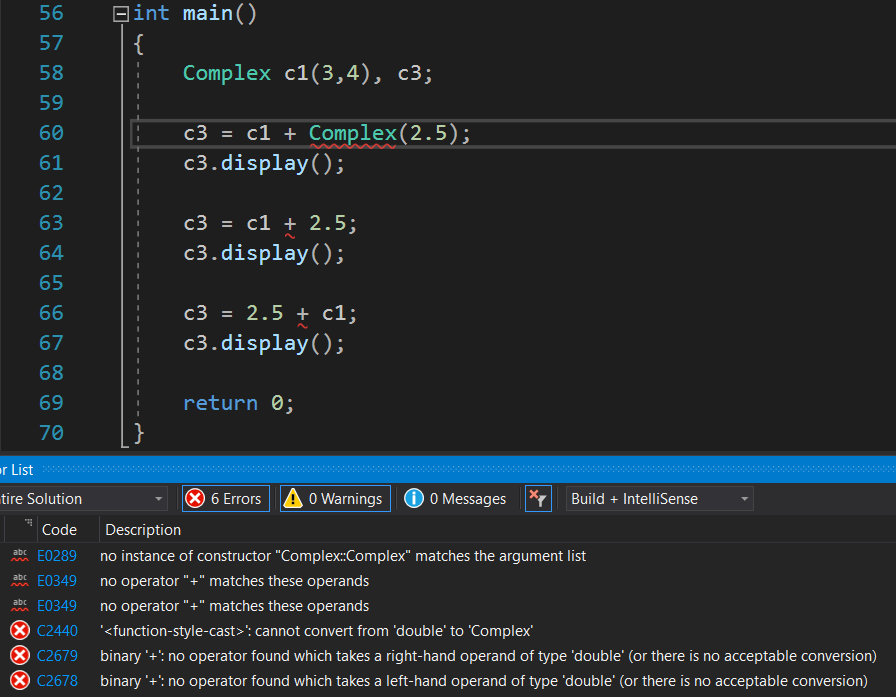 56 int main()
57 {
58 Complex c1(3,4), c3;
59
60 c3 = c1 + Complex(2.5);
61 c3.display();
62
63 c3 = c1 + 2.5;
64 c3.display();
65
66 c3 = 2.5 + c1;
67 c3.display();
68
69 return 0;
70 }
or List
tire Solution 6 Errors 0 Warnings 0 Messages Build + IntelliSense
Code Description
abc E0289 no instance of constructor "Complex::Complex" matches the argument list
abc E0349 no operator "+" matches these operands
abc E0349 no operator "+" matches these operands
C2440 '<function-style-cast>': cannot convert from 'double' to 'Complex'
C2679 binary '+': no operator found which takes a right-hand operand of type 'double' (or there is no acceptable conversion)
C2678 binary '+': no operator found which takes a left-hand operand of type 'double' (or there is no acceptable conversion)